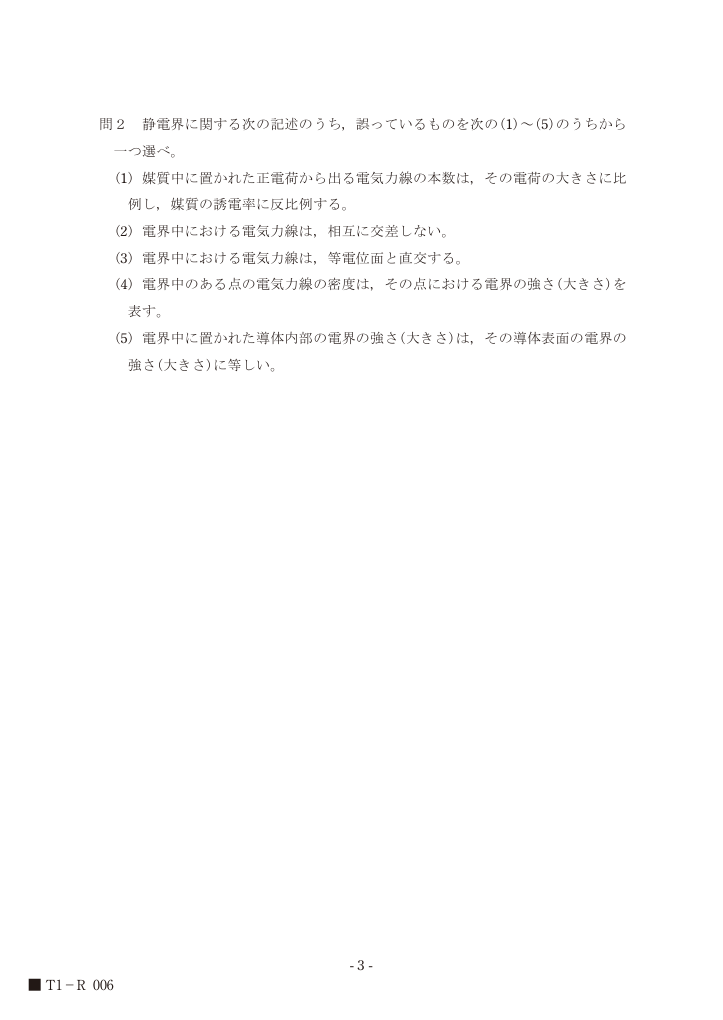 問２　静電界に関する次の記述のうち，誤っているものを次の(1)～(5)のうちから
一つ選べ。
(1) 媒質中に置かれた正電荷から出る電気力線の本数は，その電荷の大きさに比
例し，媒質の誘電率に反比例する。
(2) 電界中における電気力線は，相互に交差しない。
(3) 電界中における電気力線は，等電位面と直交する。
(4) 電界中のある点の電気力線の密度は，その点における電界の強さ(大きさ)を
表す。
(5) 電界中に置かれた導体内部の電界の強さ(大きさ)は，その導体表面の電界の
強さ(大きさ)に等しい。
- 3 -
■ T1－R 006